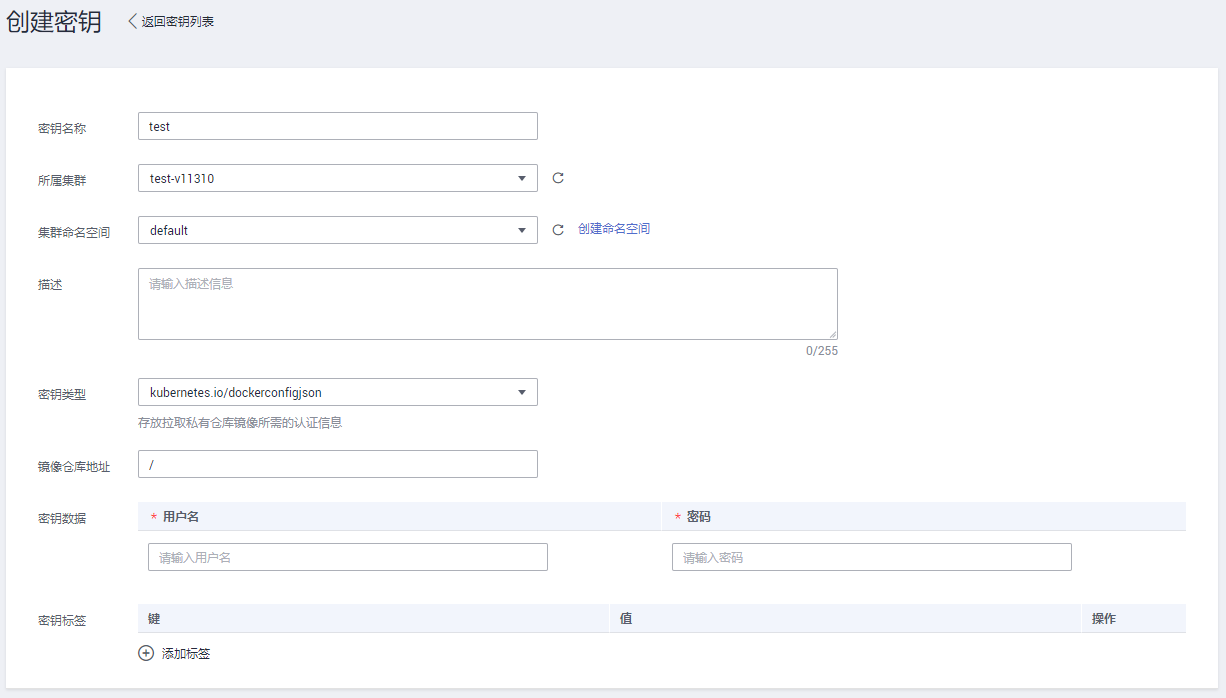 创建密钥 返回密钥列表
密钥名称 test
所属集群 test-v11310
集群命名空间 default 创建命名空间
描述 请输入描述信息
0/255
密钥类型 kubernetes.io/dockerconfigjson
存放拉取私有仓库镜像所需的认证信息
镜像仓库地址 /
密钥数据 * 用户名 * 密码
请输入用户名 请输入密码
密钥标签 键 值 操作
添加标签